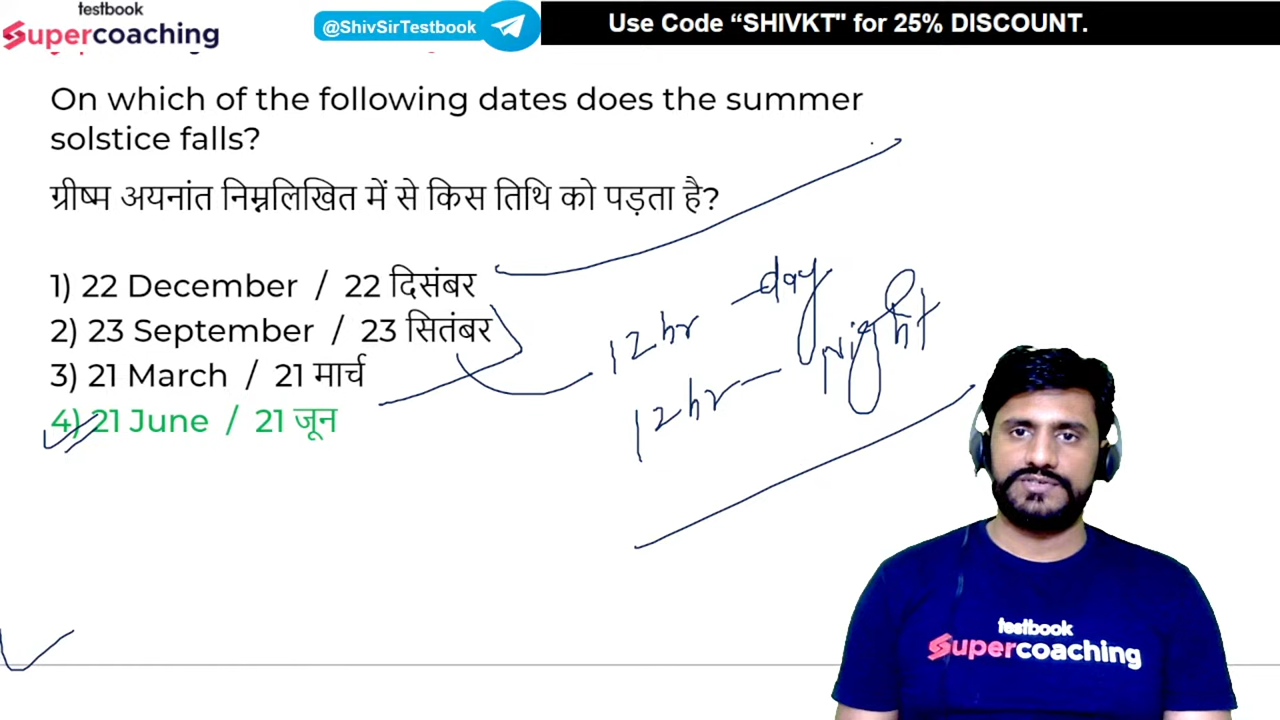 testbook
Supercoaching
@ShivSirTestbook
Use Code “SHIVKT" for 25% DISCOUNT.
On which of the following dates does the summer
solstice falls?
ग्रीष्म अयनांत निम्नलिखित में से किस तिथि को पड़ता है?
1) 22 December / 22 दिसंबर
2) 23 September / 23 सितंबर
3) 21 March / 21 मार्च
4) 21 June / 21 जून
12hr - day
12hr - Night
testbook
Supercoaching